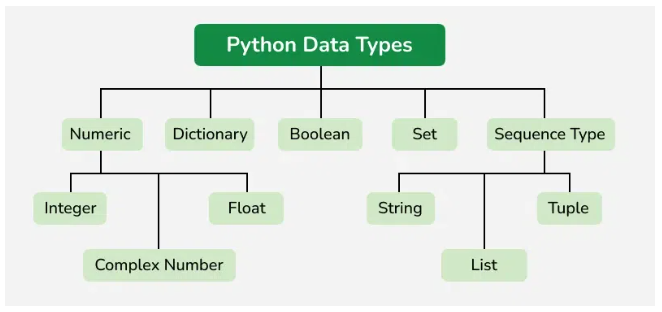 Python Data Types
Numeric
Dictionary
Boolean
Set
Sequence Type
Integer
Float
String
Tuple
Complex Number
List